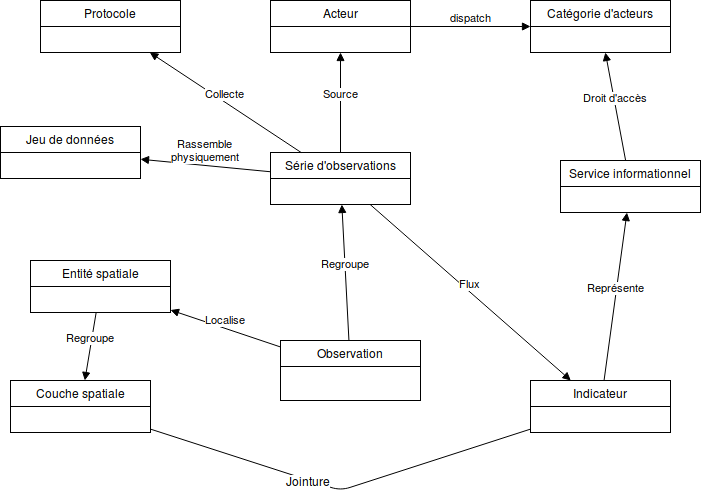 Protocole
Acteur
dispatch
Catégorie d'acteurs
Collecte
Source
Droit d'accès
Jeu de données
Rassemble
physiquement
Série d'observations
Service informationnel
Entité spatiale
Regroupe
Flux
Représente
Localise
Regroupe
Observation
Couche spatiale
Indicateur
Jointure